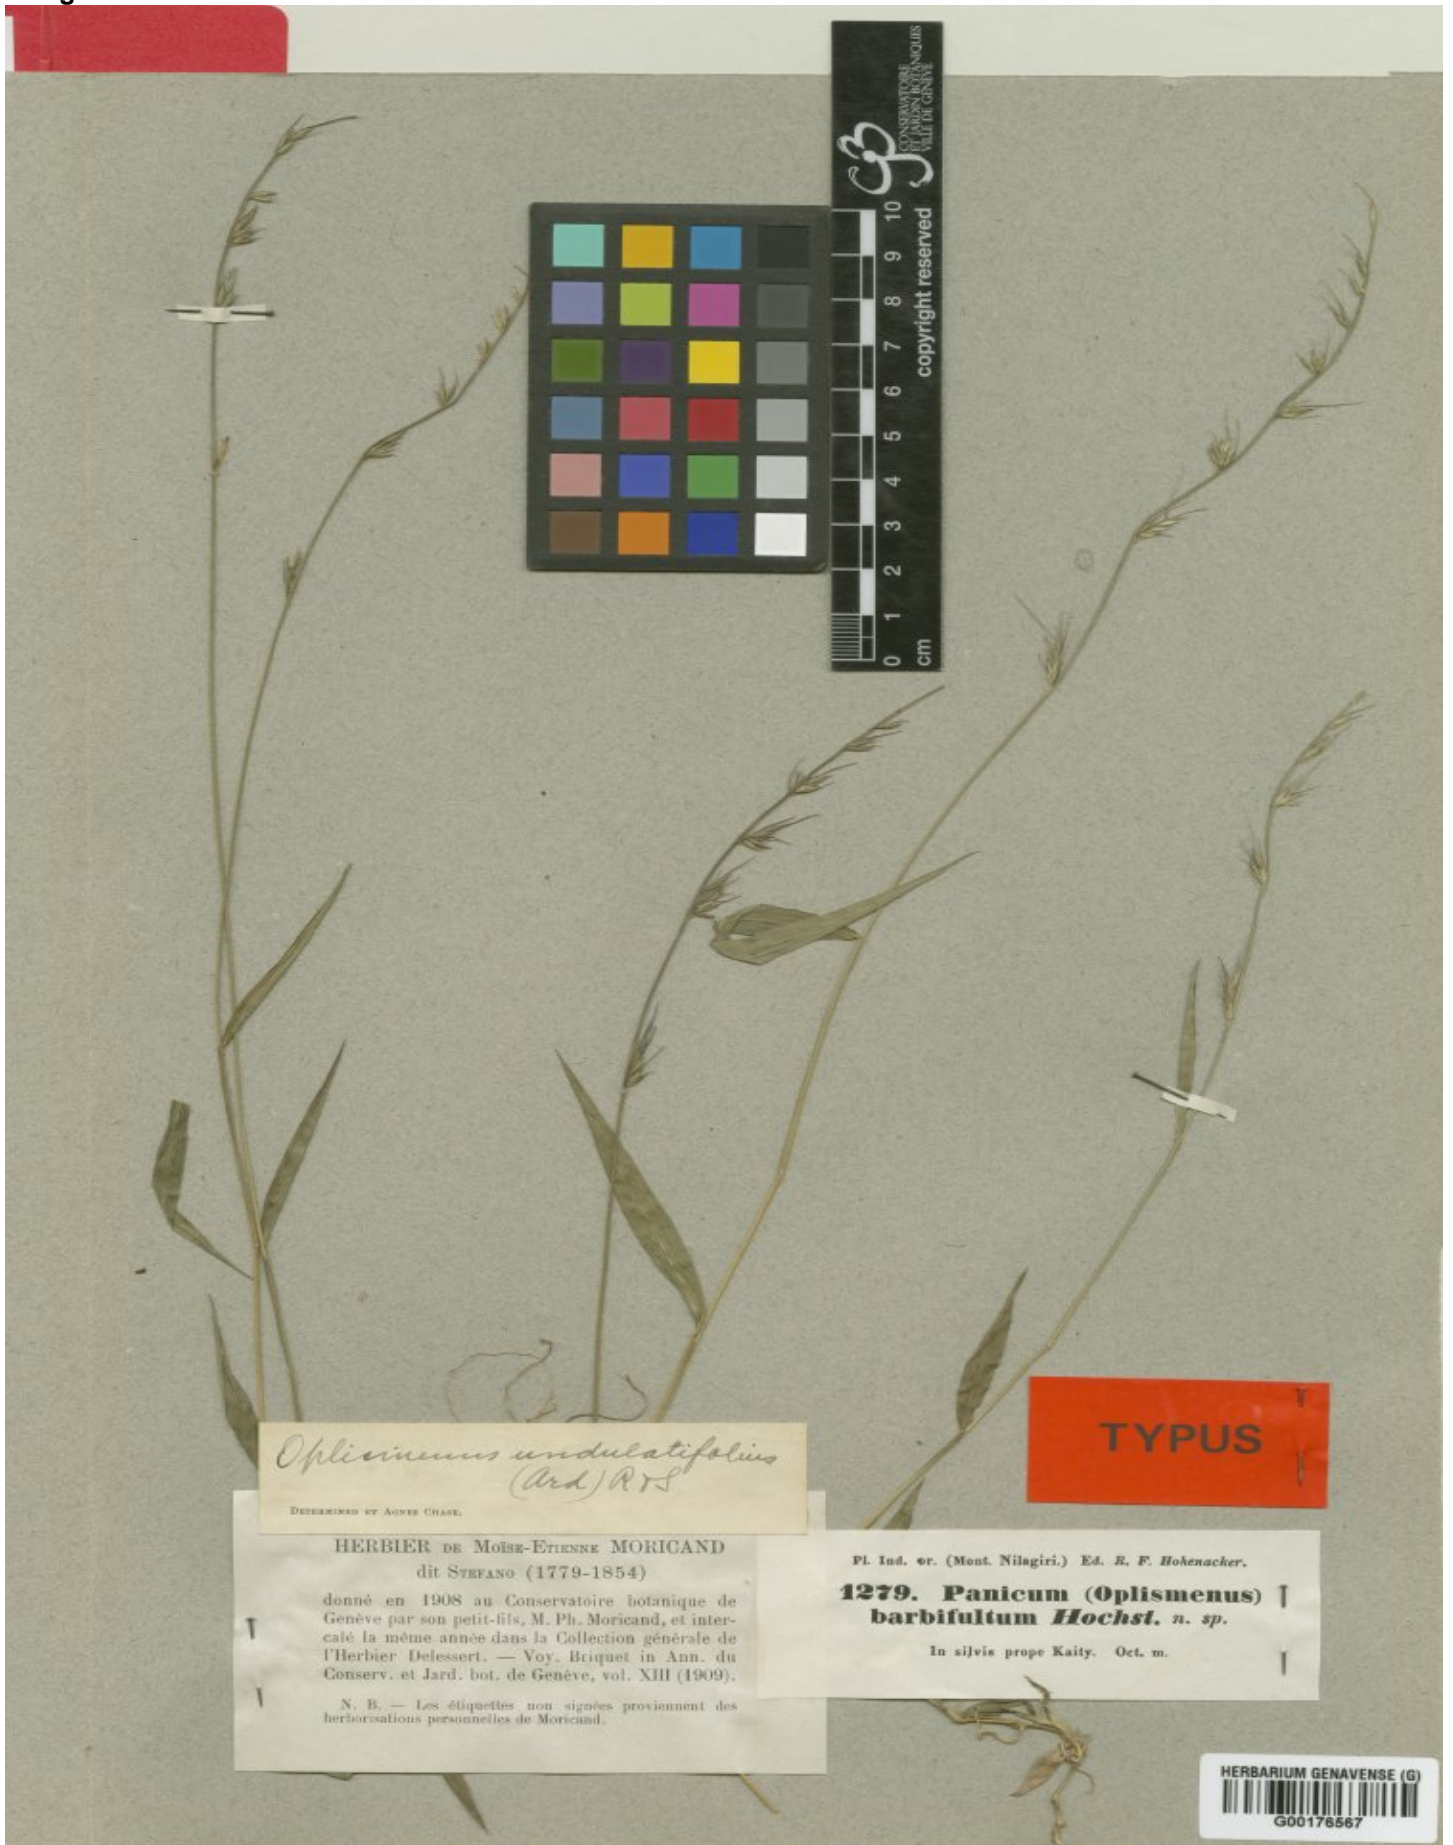 CONSERVATOIRE
ET JARDIN BOTANIQUES
VILLE DE GENÈVE
copyright reserved
10
9
8
7
6
5
4
3
2
1
0
cm
TYPUS
Oplismenus undulatifolius
(Ard) R & S
DETERMINED BY AGNES CHASE.
HERBIER DE MOÏSE-ETIENNE MORICAND
dit STEFANO (1779-1854)
donné en 1908 au Conservatoire botanique de
Genève par son petit-fils, M. Ph. Moricand, et inter-
calé la même année dans la Collection générale de
l'Herbier Delessert. — Voy. Briquet in Ann. du
Conserv. et Jard. bot. de Genève, vol. XIII (1909).
N. B. — Les étiquettes non signées proviennent des
herborisations personnelles de Moricand.
Pl. Ind. or. (Mont. Nilagiri.) Ed. R. F. Hohenacker.
1279. Panicum (Oplismenus)
barbifultum Hochst. n. sp.
In silvis prope Kaity. Oct. m.
HERBARIUM GENAVENSE (G)
G00176567